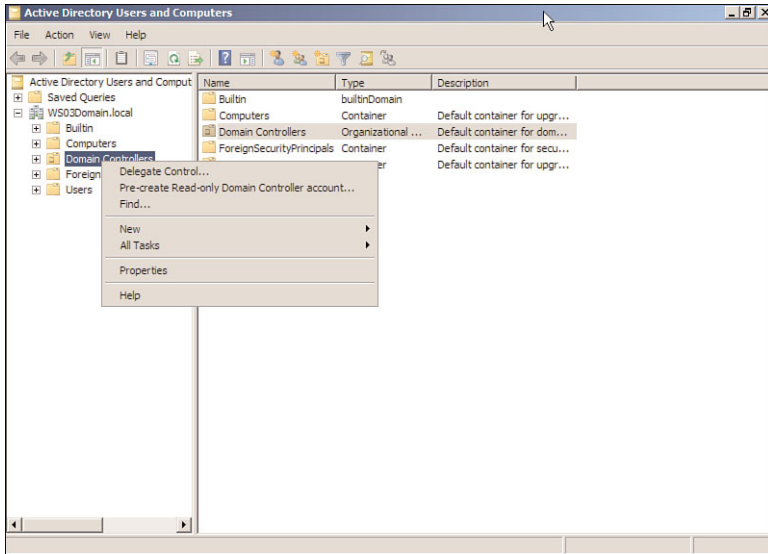 Active Directory Users and Computers
File Action View Help
Active Directory Users and Comput
Saved Queries
WS03Domain.local
Builtin
Computers
Domain Controllers
Foreign
Users
Name Type Description
Builtin builtinDomain
Computers Container Default container for upgr...
Domain Controllers Organizational ... Default container for dom...
ForeignSecurityPrincipals Container Default container for secu...
er Default container for upgr...
Delegate Control...
Pre-create Read-only Domain Controller account...
Find...
New
All Tasks
Properties
Help